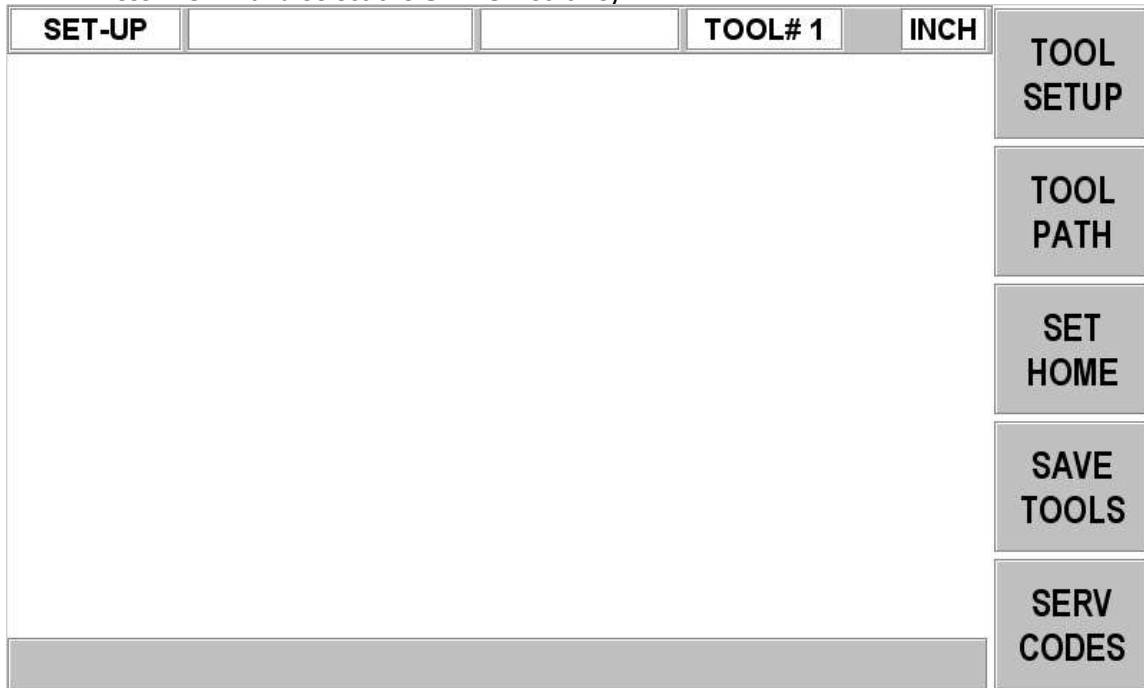 SET-UP TOOL# 1 INCH
TOOL
SETUP
TOOL
PATH
SET
HOME
SAVE
TOOLS
SERV
CODES